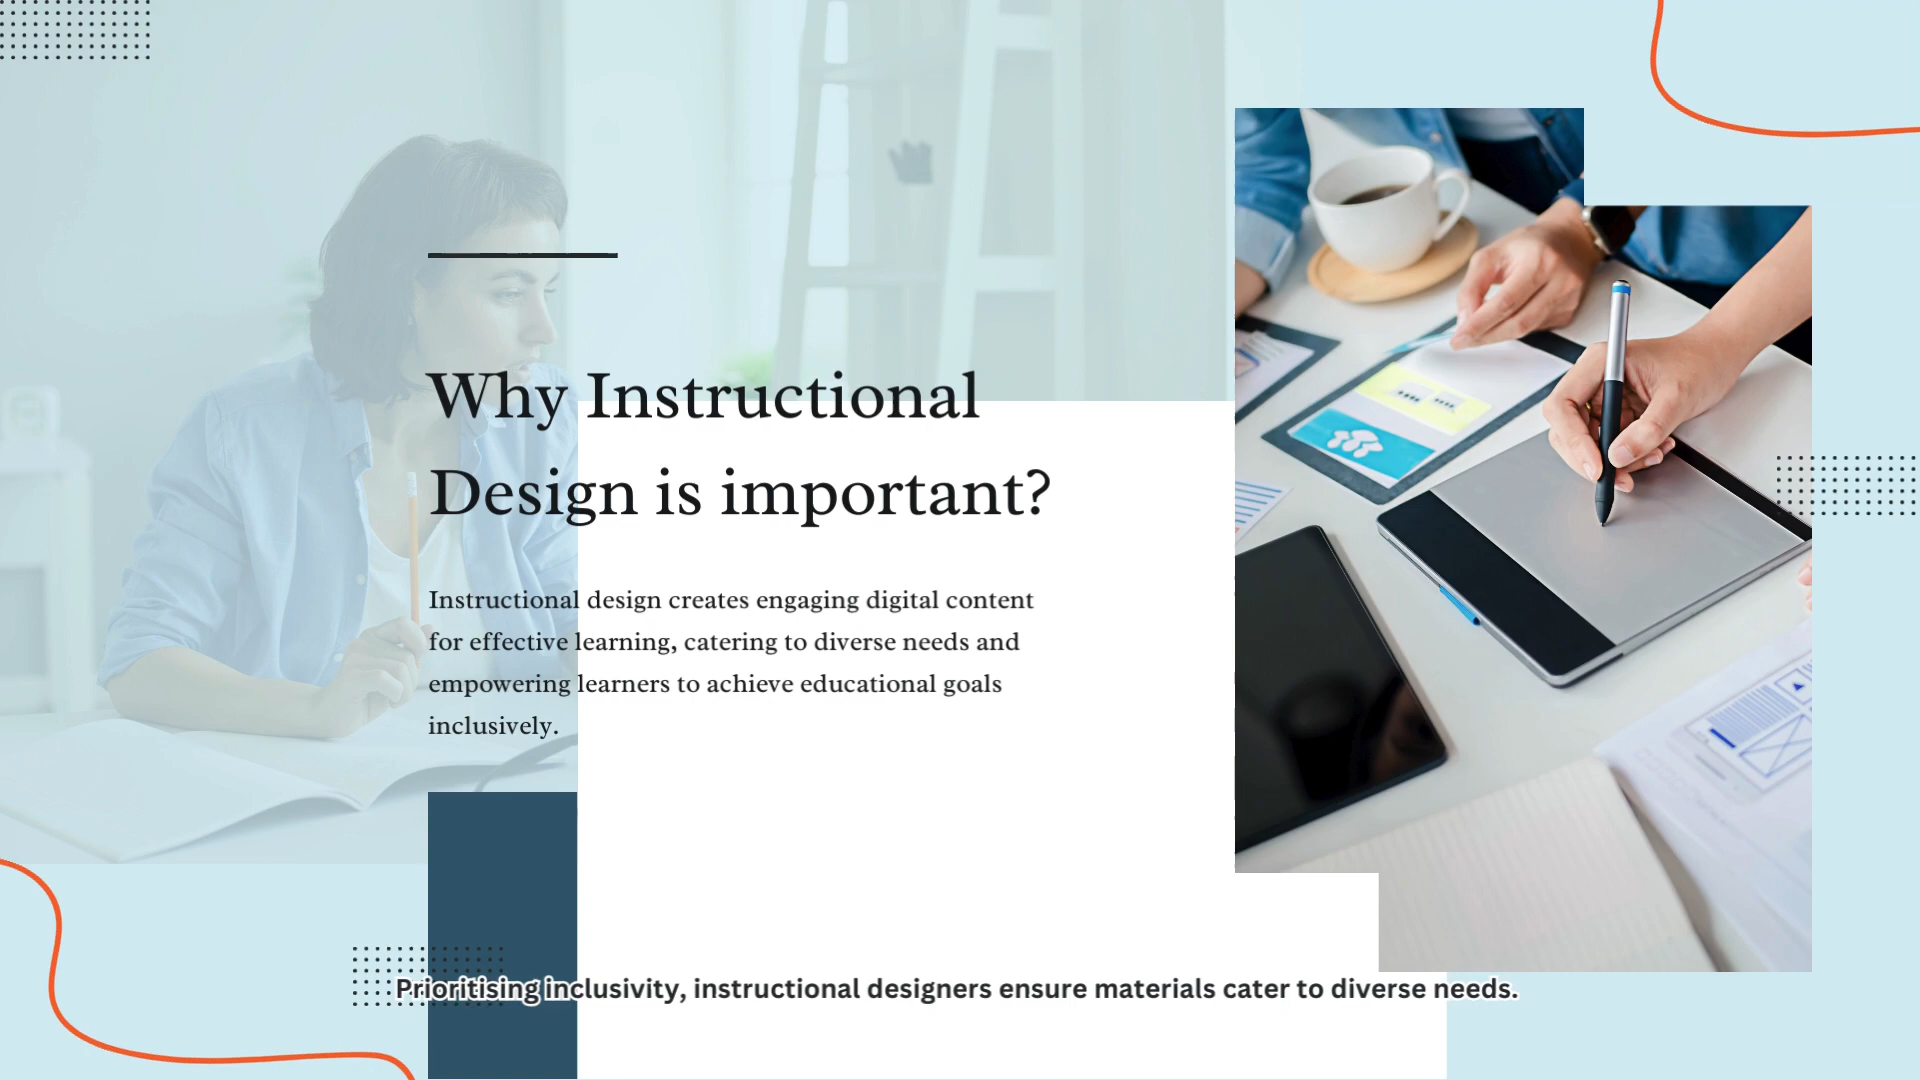 Why Instructional
Design is important?
Instructional design creates engaging digital content
for effective learning, catering to diverse needs and
empowering learners to achieve educational goals
inclusively.
Prioritising inclusivity, instructional designers ensure materials cater to diverse needs.